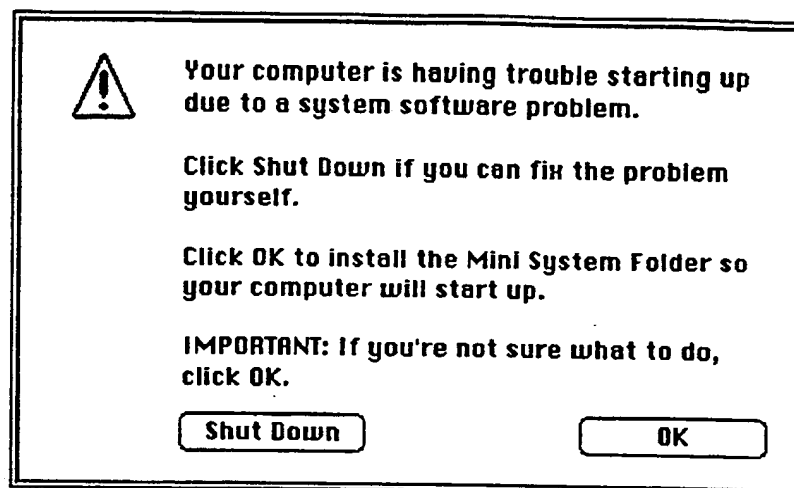 Your computer is having trouble starting up
due to a system software problem.
Click Shut Down if you can fix the problem
yourself.
Click OK to install the Mini System Folder so
your computer will start up.
IMPORTANT: If you're not sure what to do,
click OK.
Shut Down
OK